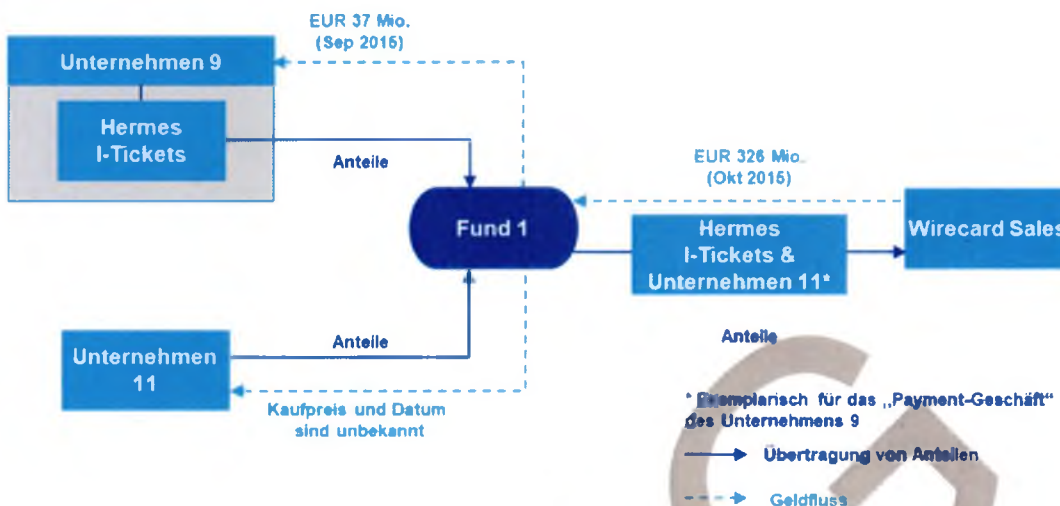 EUR 37 Mio.
(Sep 2015)
Unternehmen 9
Hermes
I-Tickets
Anteile
EUR 326 Mio.
(Okt 2015)
Fund 1
Hermes
I-Tickets &
Unternehmen 11*
Wirecard Sales
Anteile
Unternehmen
11
Anteile
Kaufpreis und Datum
sind unbekannt
* Exemplarisch für das „Payment-Geschäft“
des Unternehmens 9
Übertragung von Anteilen
Geldfluss